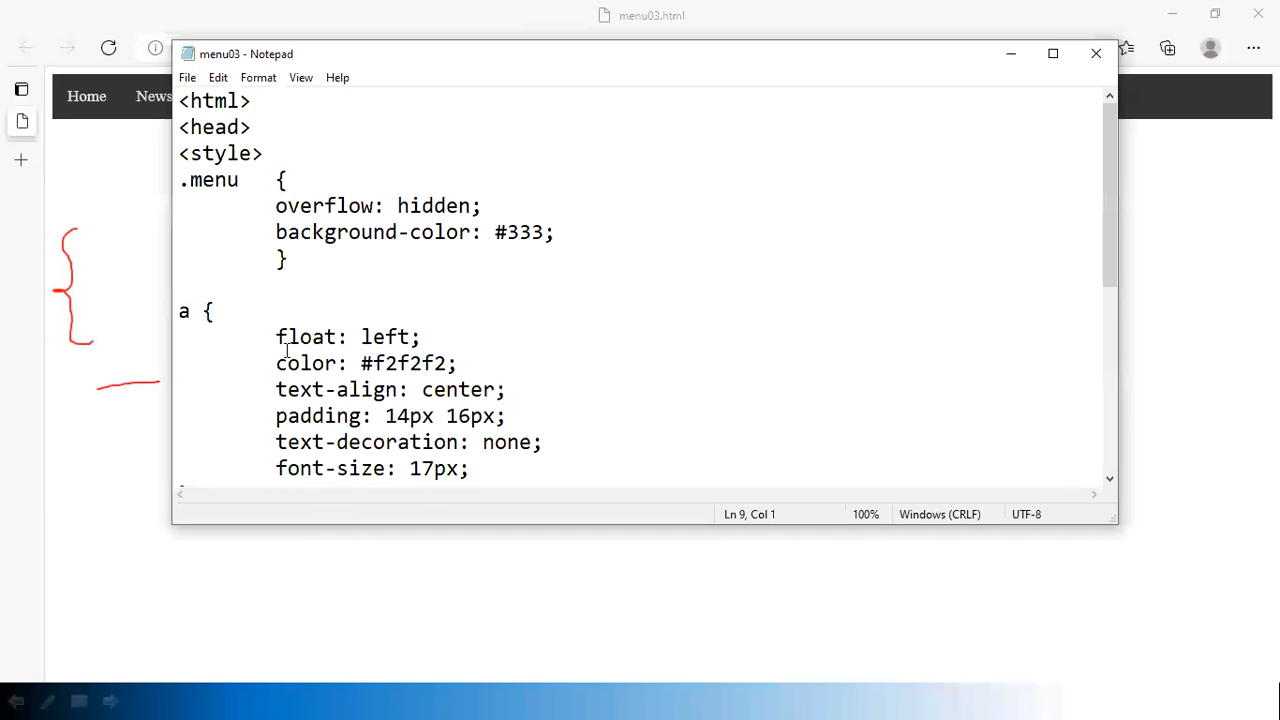 menu03.html
menu03 - Notepad
File Edit Format View Help
Home News
<html>
<head>
<style>
.menu {
overflow: hidden;
background-color: #333;
}
a {
float: left;
color: #f2f2f2;
text-align: center;
padding: 14px 16px;
text-decoration: none;
font-size: 17px;
Ln 9, Col 1 100% Windows (CRLF) UTF-8